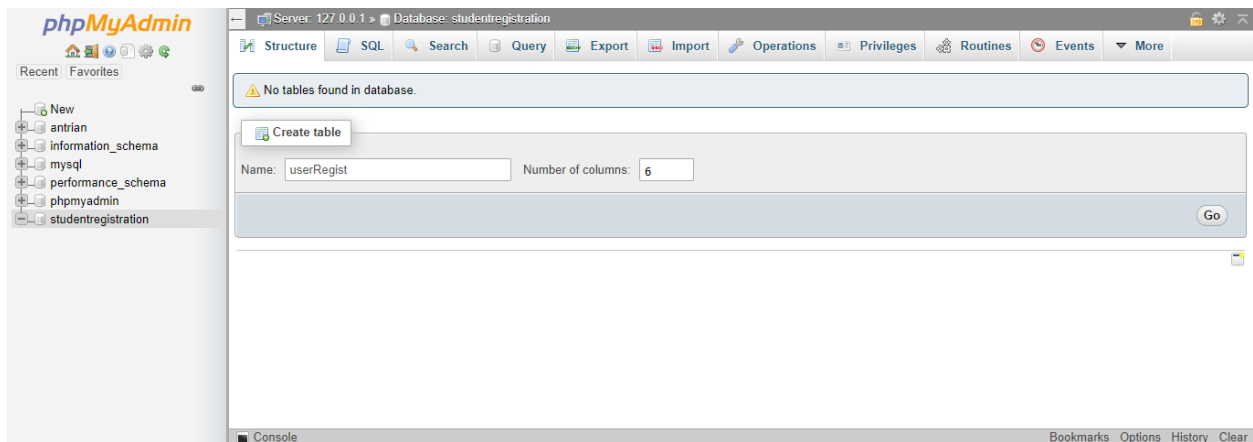 phpMyAdmin
Recent Favorites
New
antrian
information_schema
mysql
performance_schema
phpmyadmin
studentregistration
Server: 127.0.0.1 » Database: studentregistration
Structure SQL Search Query Export Import Operations Privileges Routines Events More
No tables found in database.
Create table
Name: userRegist Number of columns: 6
Go
Console Bookmarks Options History Clear